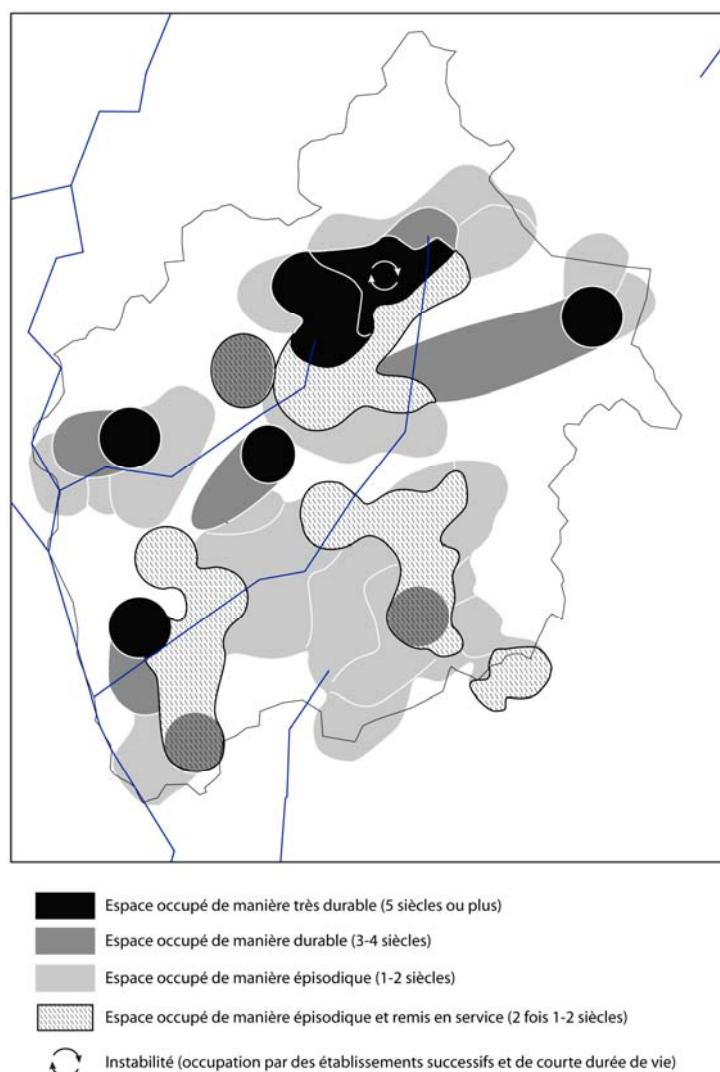 Espace occupé de manière très durable (5 siècles ou plus)
Espace occupé de manière durable (3-4 siècles)
Espace occupé de manière épisodique (1-2 siècles)
Espace occupé de manière épisodique et remis en service (2 fois 1-2 siècles)
Instabilité (occupation par des établissements successifs et de courte durée de vie)